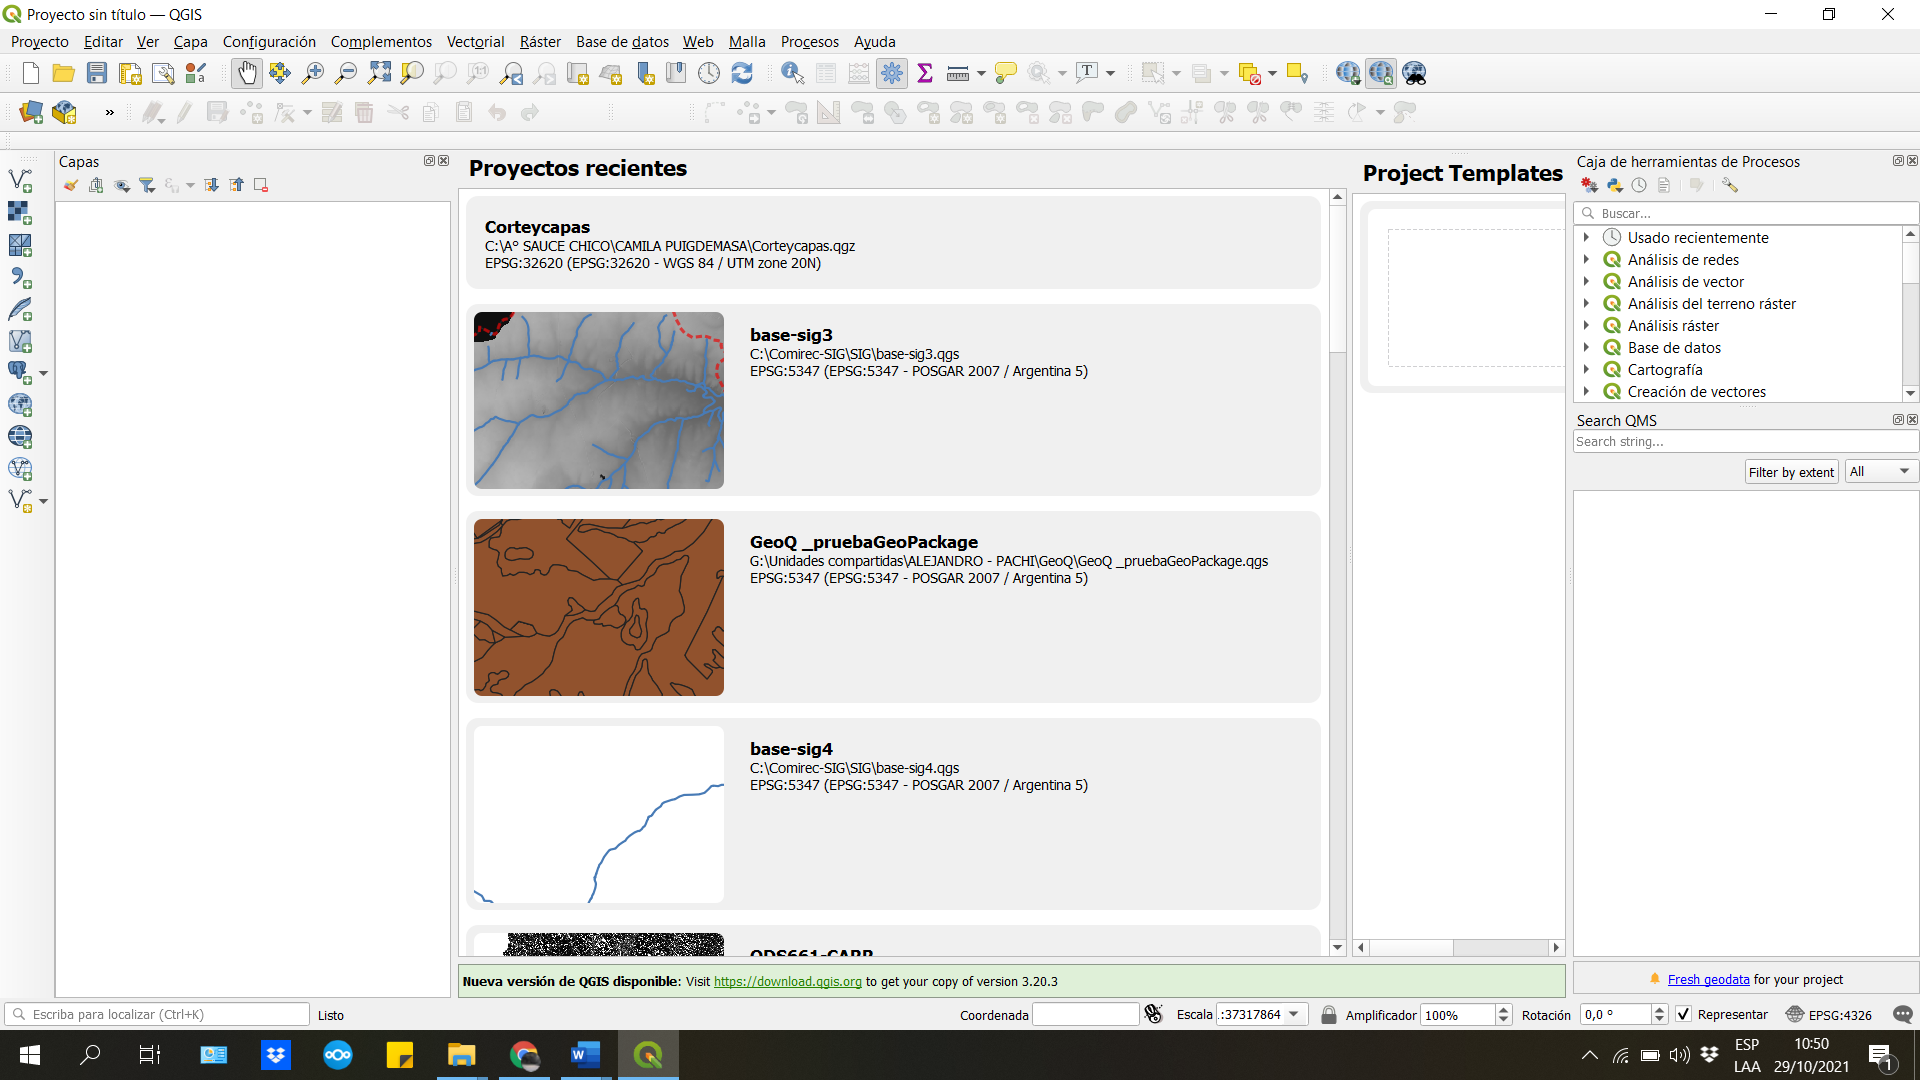 Proyecto sin título — QGIS
Proyecto Editar Ver Capa Configuración Complementos Vectorial Ráster Base de datos Web Malla Procesos Ayuda
Capas
Proyectos recientes
Corteycapas
C:\A° SAUCE CHICO\CAMILA PUIGDEMASA\Corteycapas.qgz
EPSG:32620 (EPSG:32620 - WGS 84 / UTM zone 20N)
base-sig3
C:\Comirec-SIG\SIG\base-sig3.qgs
EPSG:5347 (EPSG:5347 - POSGAR 2007 / Argentina 5)
GeoQ _pruebaGeoPackage
G:\Unidades compartidas\ALEJANDRO - PACHI\GeoQ\GeoQ _pruebaGeoPackage.qgs
EPSG:5347 (EPSG:5347 - POSGAR 2007 / Argentina 5)
base-sig4
C:\Comirec-SIG\SIG\base-sig4.qgs
EPSG:5347 (EPSG:5347 - POSGAR 2007 / Argentina 5)
Nueva versión de QGIS disponible: Visit https://download.qgis.org to get your copy of version 3.20.3
Project Templates
Caja de herramientas de Procesos
Buscar...
Usado recientemente
Análisis de redes
Análisis de vector
Análisis del terreno ráster
Análisis ráster
Base de datos
Cartografía
Creación de vectores
Search QMS
Search string...
Filter by extent All
Fresh geodata for your project
Escriba para localizar (Ctrl+K) Listo Coordenada Escala :37317864 Amplificador 100% Rotación 0,0 ° Representar EPSG:4326
ESP 10:50
LAA 29/10/2021 1